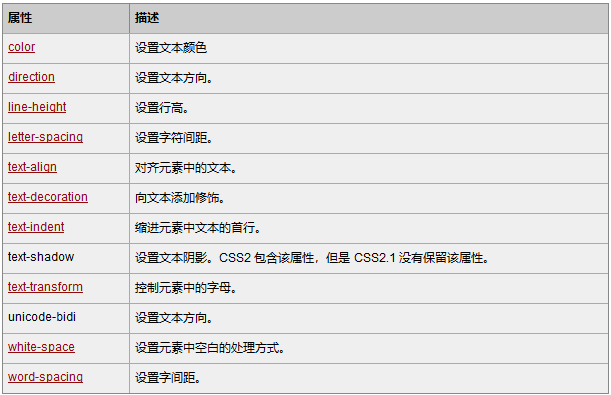 属性 描述
color 设置文本颜色
direction 设置文本方向。
line-height 设置行高。
letter-spacing 设置字符间距。
text-align 对齐元素中的文本。
text-decoration 向文本添加修饰。
text-indent 缩进元素中文本的首行。
text-shadow 设置文本阴影。CSS2 包含该属性，但是 CSS2.1 没有保留该属性。
text-transform 控制元素中的字母。
unicode-bidi 设置文本方向。
white-space 设置元素中空白的处理方式。
word-spacing 设置字间距。